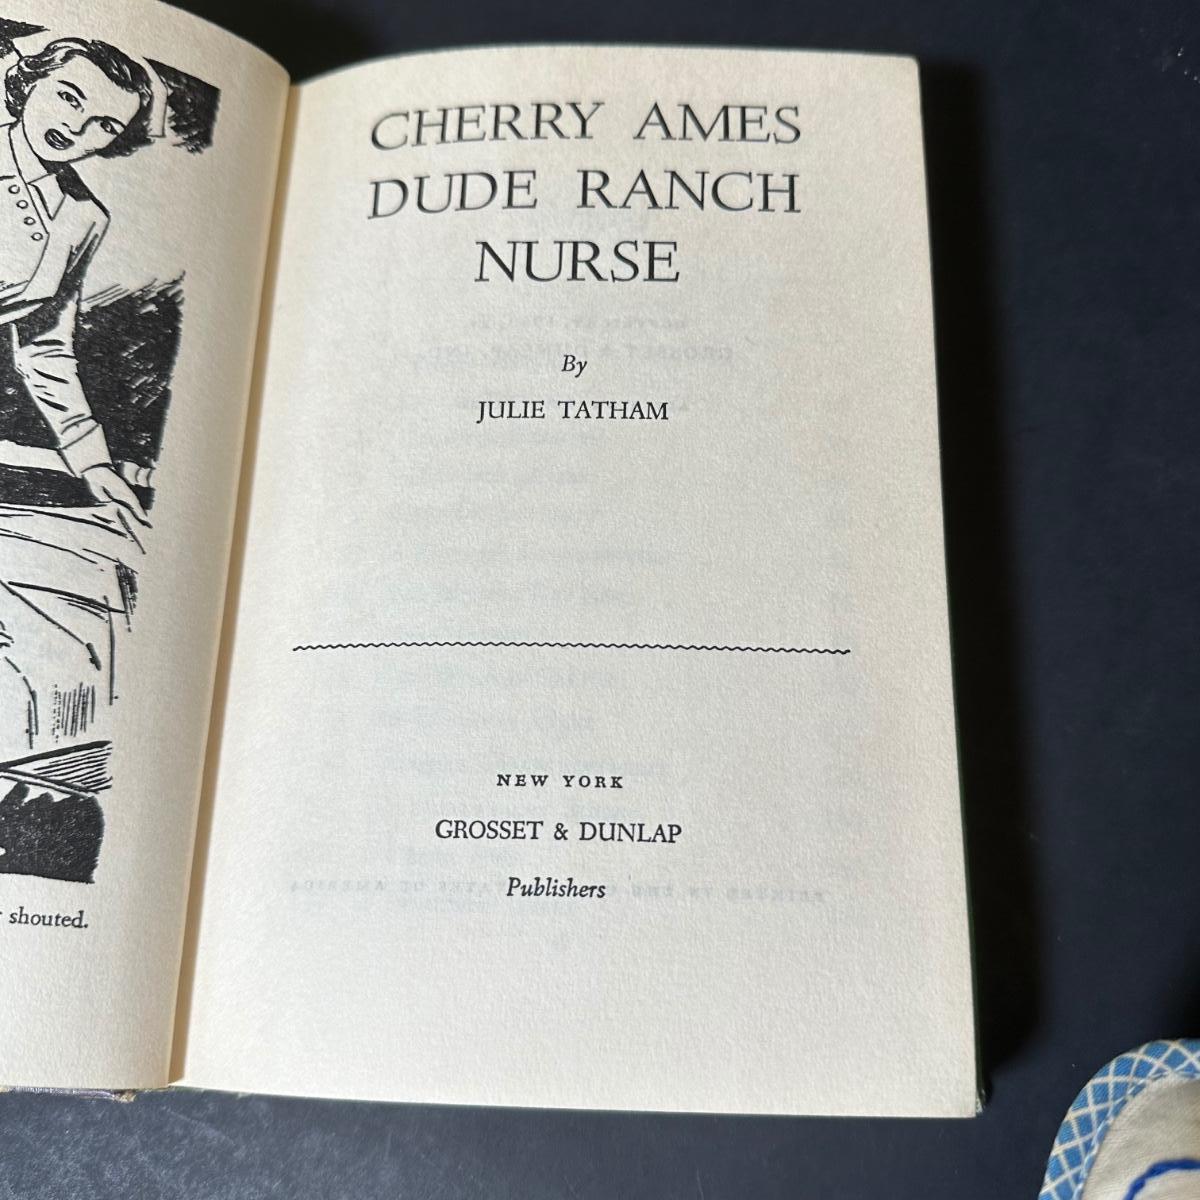 shouted.
CHERRY AMES
DUDE RANCH
NURSE
By
JULIE TATHAM
NEW YORK
GROSSET & DUNLAP
Publishers